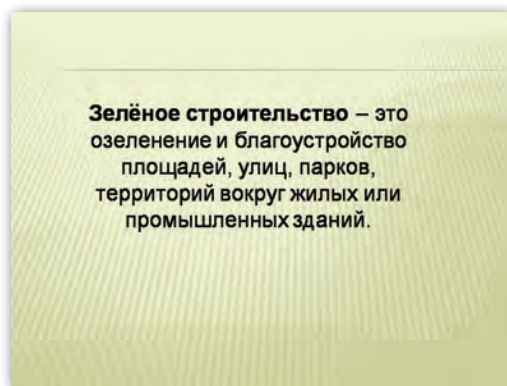 Зелёное строительство – это
озеленение и благоустройство
площадей, улиц, парков,
территорий вокруг жилых или
промышленных зданий.